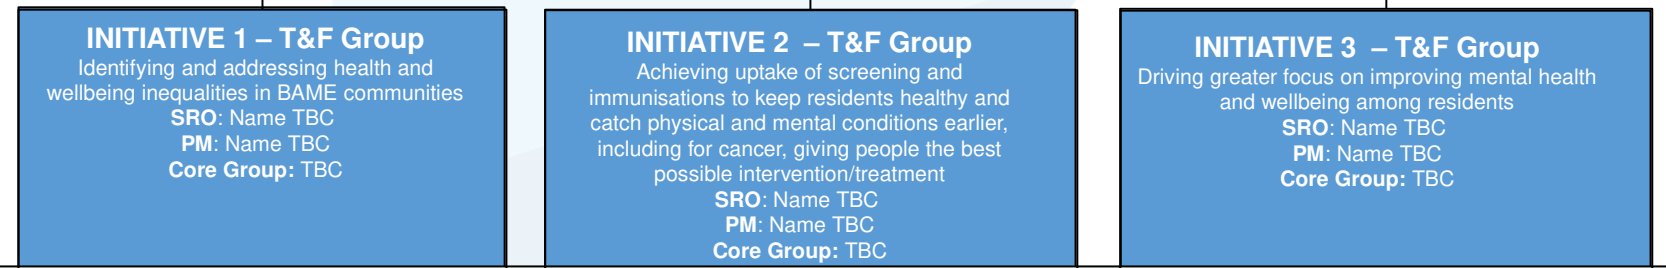 INITIATIVE 1 – T&F Group
Identifying and addressing health and
wellbeing inequalities in BAME communities
SRO: Name TBC
PM: Name TBC
Core Group: TBC
INITIATIVE 2 – T&F Group
Achieving uptake of screening and
immunisations to keep residents healthy and
catch physical and mental conditions earlier,
including for cancer, giving people the best
possible intervention/treatment
SRO: Name TBC
PM: Name TBC
Core Group: TBC
INITIATIVE 3 – T&F Group
Driving greater focus on improving mental health
and wellbeing among residents
SRO: Name TBC
PM: Name TBC
Core Group: TBC